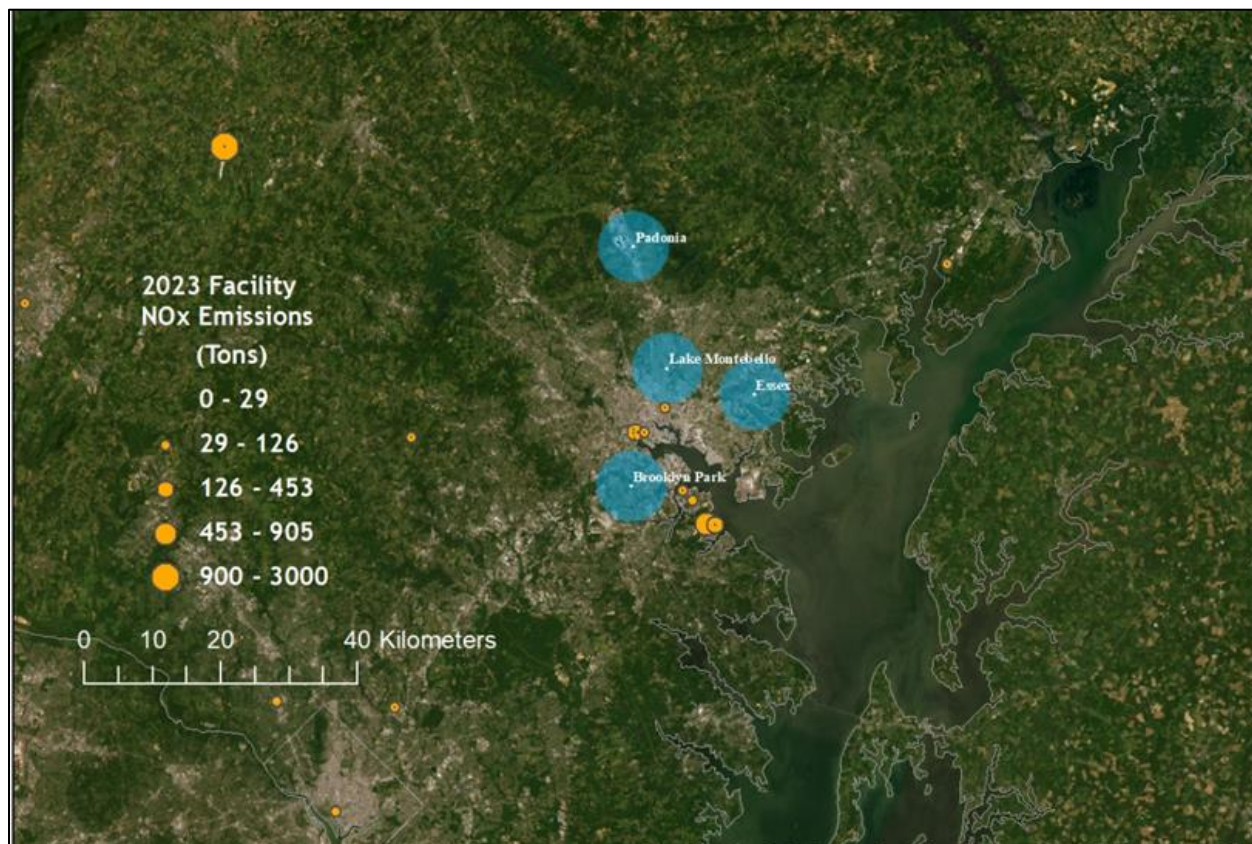 Padonia
2023 Facility
NOx Emissions
(Tons)
0 - 29
29 - 126
126 - 453
453 - 905
900 - 3000
Lake Montebello
Essex
Brooklyn Park
0 10 20 40 Kilometers